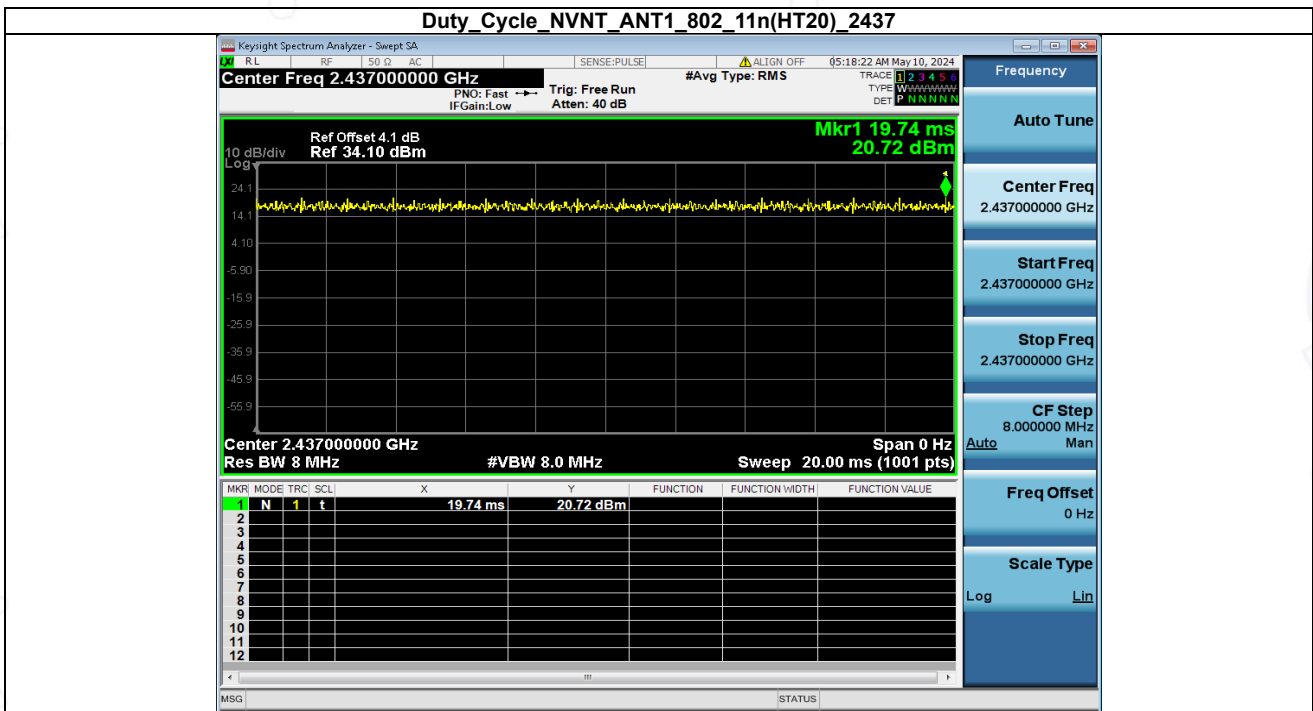 Duty_Cycle_NVNT_ANT1_802_11n(HT20)_2437
Keysight Spectrum Analyzer - Swept SA
LXI RL RF 50 Ω AC SENSE:PULSE ALIGN OFF 05:18:22 AM May 10, 2024
Center Freq 2.437000000 GHz #Avg Type: RMS TRACE 1 2 3 4 5 6
PNO: Fast Trig: Free Run TYPE WWWWWW
IFGain:Low Atten: 40 dB DET P N N N N N
Mkr1 19.74 ms
20.72 dBm
Ref Offset 4.1 dB
10 dB/div Ref 34.10 dBm
Log
1
24.1
14.1
4.10
-5.90
-15.9
-25.9
-35.9
-45.9
-55.9
Center 2.437000000 GHz Span 0 Hz
Res BW 8 MHz #VBW 8.0 MHz Sweep 20.00 ms (1001 pts)
MKR MODE TRC SCL X Y FUNCTION FUNCTION WIDTH FUNCTION VALUE
1 N 1 t 19.74 ms 20.72 dBm
2
3
4
5
6
7
8
9
10
11
12
MSG STATUS
Frequency
Auto Tune
Center Freq
2.437000000 GHz
Start Freq
2.437000000 GHz
Stop Freq
2.437000000 GHz
CF Step
8.000000 MHz
Auto Man
Freq Offset
0 Hz
Scale Type
Log Lin